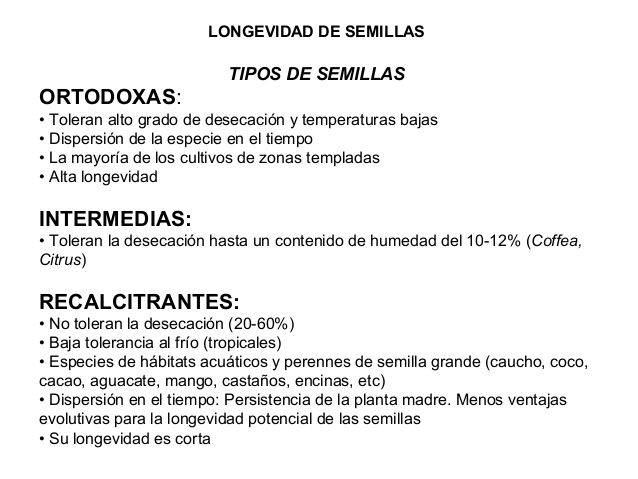 LONGEVIDAD DE SEMILLAS
TIPOS DE SEMILLAS
ORTODOXAS:
• Toleran alto grado de desecación y temperaturas bajas
• Dispersión de la especie en el tiempo
• La mayoría de los cultivos de zonas templadas
• Alta longevidad
INTERMEDIAS:
• Toleran la desecación hasta un contenido de humedad del 10-12% (Coffea,
Citrus)
RECALCITRANTES:
• No toleran la desecación (20-60%)
• Baja tolerancia al frío (tropicales)
• Especies de hábitats acuáticos y perennes de semilla grande (caucho, coco,
cacao, aguacate, mango, castaños, encinas, etc)
• Dispersión en el tiempo: Persistencia de la planta madre. Menos ventajas
evolutivas para la longevidad potencial de las semillas
• Su longevidad es corta